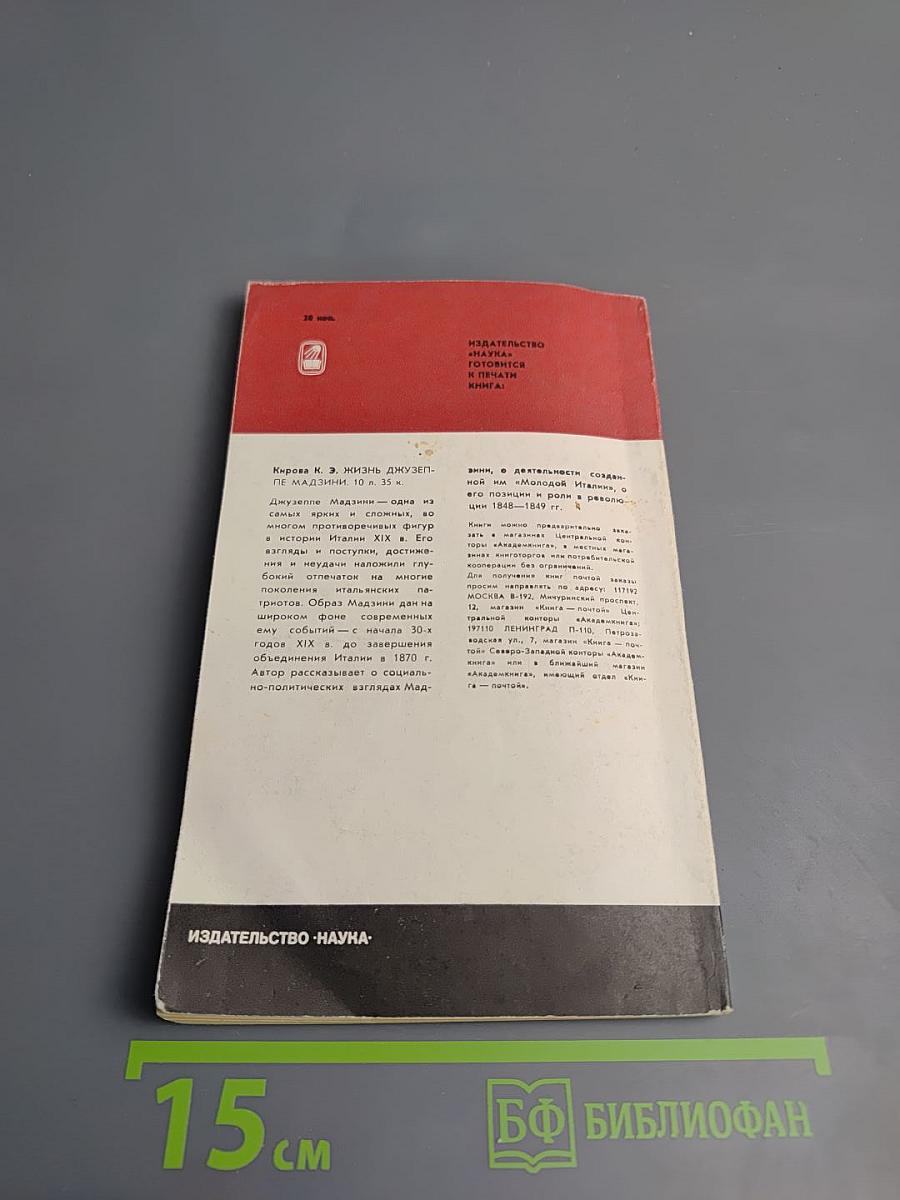 20 коп.
ИЗДАТЕЛЬСТВО
«НАУКА»
ГОТОВИТСЯ
К ПЕЧАТИ
КНИГА:
Кирова К. Э. ЖИЗНЬ ДЖУЗЕП-
ПЕ МАДЗИНИ. 10 л. 35 к.
Джузеппе Мадзини — одна из
самых ярких и сложных, во
многом противоречивых фигур
в истории Италии XIX в. Его
взгляды и поступки, достиже-
ния и неудачи наложили глу-
бокий отпечаток на многие
поколения итальянских па-
триотов. Образ Мадзини дан на
широком фоне современных
ему событий — с начала 30-х
годов XIX в. до завершения
объединения Италии в 1870 г.
Автор рассказывает о социаль-
но-политических взглядах Мад-
зини, о деятельности создан-
ной им «Молодой Италии», о
его позиции и роли в револю-
ции 1848—1849 гг.
Книги можно предварительно зака-
зать в магазинах Центральной кон-
торы «Академкнига», в местных мага-
зинах книготоргов или потребительской
кооперации без ограничений.
Для получения книг почтой заказы
просим направлять по адресу: 117192
МОСКВА В-192, Мичуринский проспект,
12, магазин «Книга — почтой» Цен-
тральной конторы «Академкнига»;
197110 ЛЕНИНГРАД П-110, Петроза-
водская ул., 7, магазин «Книга — поч-
той» Северо-Западной конторы «Академ-
книга» или в ближайший магазин
«Академкнига», имеющий отдел «Кни-
га — почтой».
ИЗДАТЕЛЬСТВО «НАУКА»
15 см
БФ БИБЛИОФАН